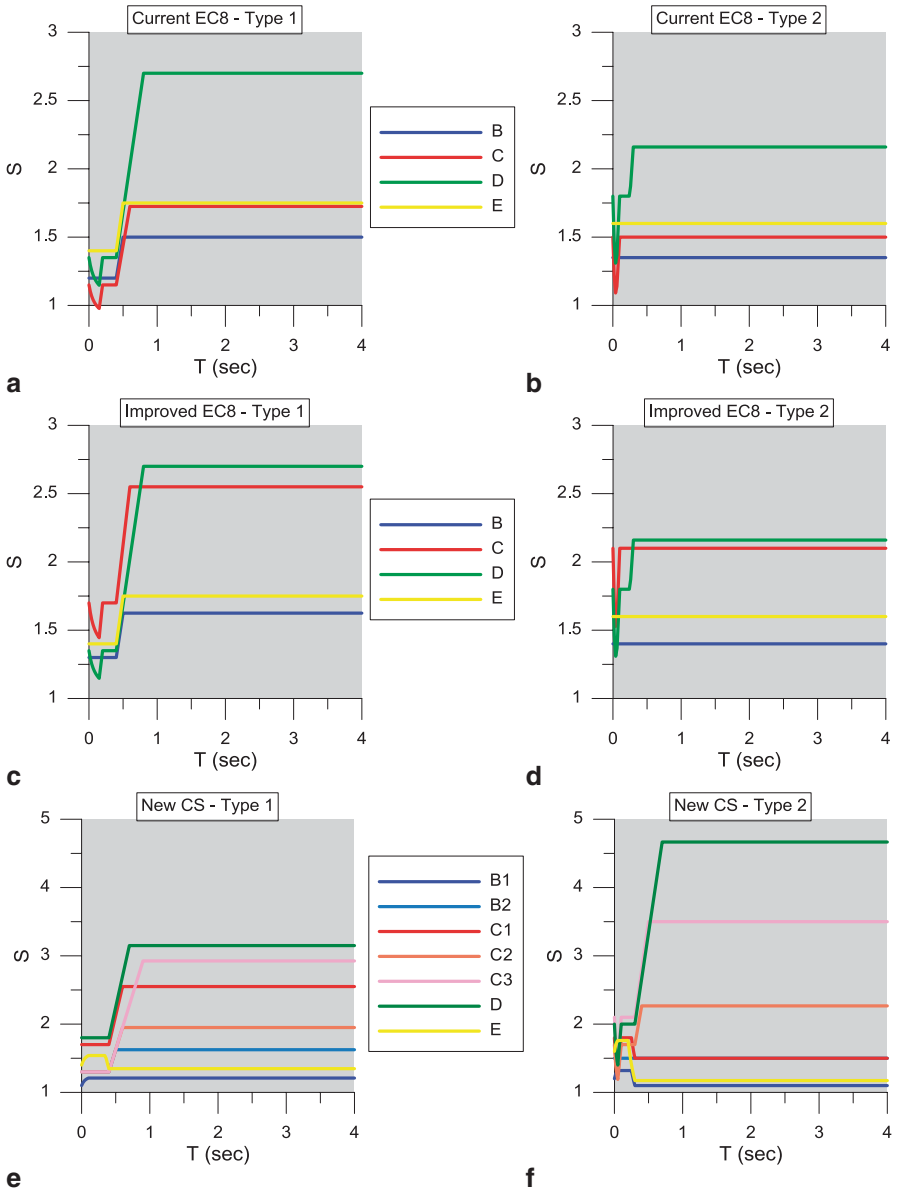 Current EC8 - Type 1
3
2.5
2
1.5
1
S
0 1 2 3 4
T (sec)
a
B
C
D
E
Current EC8 - Type 2
3
2.5
2
1.5
1
S
0 1 2 3 4
T (sec)
b
Improved EC8 - Type 1
3
2.5
2
1.5
1
S
0 1 2 3 4
T (sec)
c
B
C
D
E
Improved EC8 - Type 2
3
2.5
2
1.5
1
S
0 1 2 3 4
T (sec)
d
New CS - Type 1
5
4
3
2
1
S
0 1 2 3 4
T (sec)
e
B1
B2
C1
C2
C3
D
E
New CS - Type 2
5
4
3
2
1
S
0 1 2 3 4
T (sec)
f